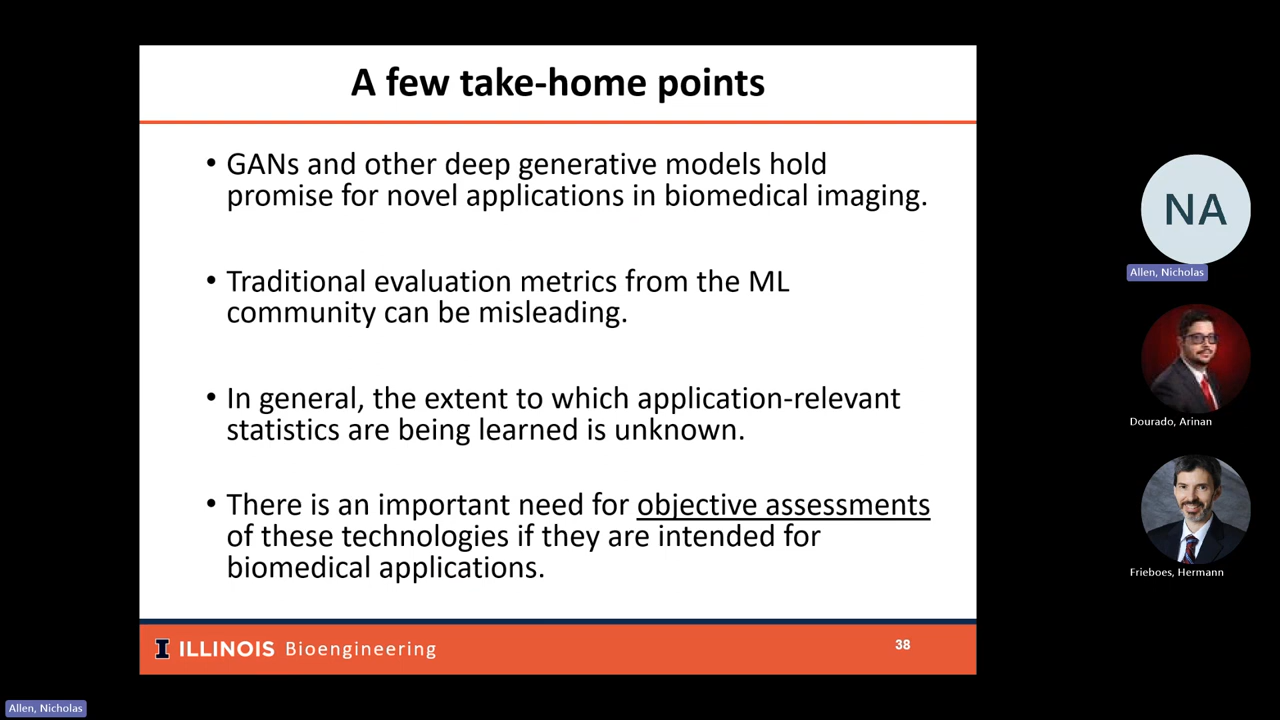 A few take-home points
• GANs and other deep generative models hold
promise for novel applications in biomedical imaging.
• Traditional evaluation metrics from the ML
community can be misleading.
• In general, the extent to which application-relevant
statistics are being learned is unknown.
• There is an important need for objective assessments
of these technologies if they are intended for
biomedical applications.
I ILLINOIS Bioengineering
38
NA
Allen, Nicholas
Dourado, Arinan
Frieboes, Hermann
Allen, Nicholas